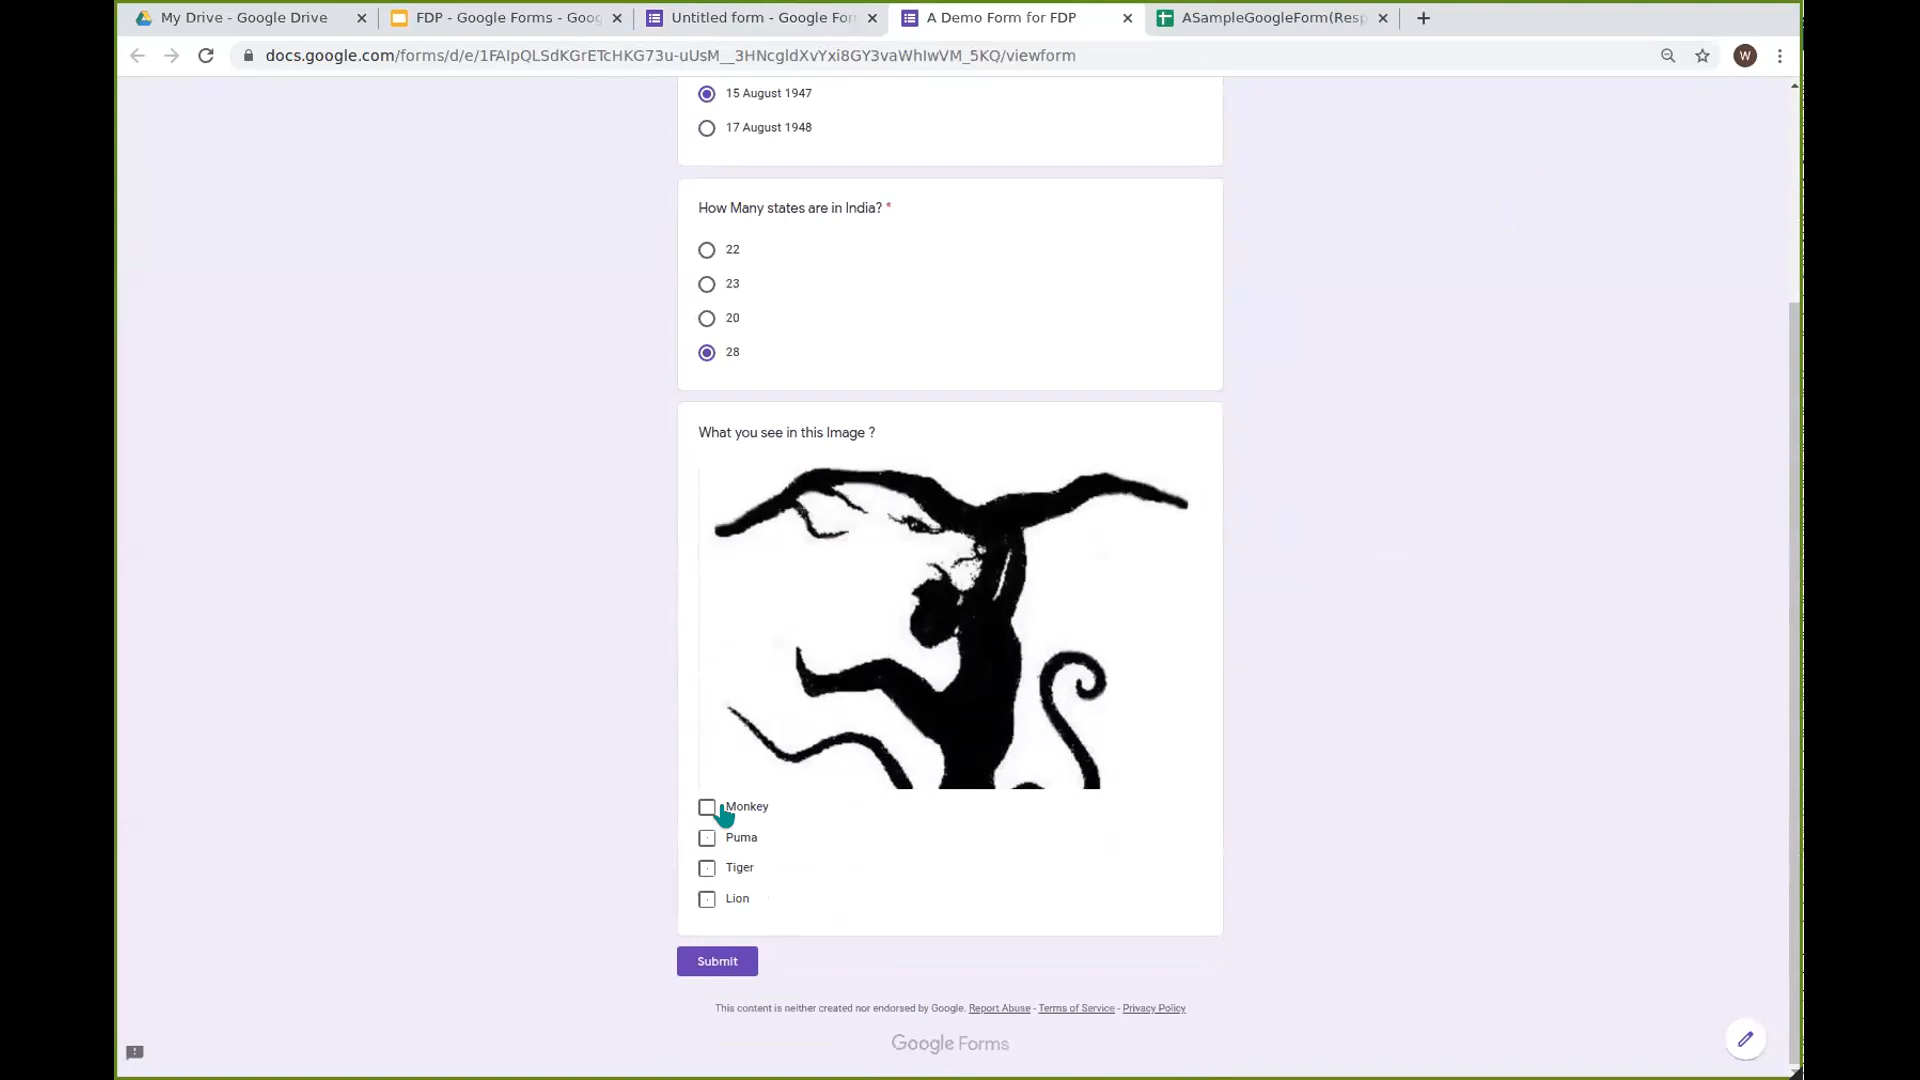 My Drive - Google Drive
FDP - Google Forms - Goog
Untitled form - Google For
A Demo Form for FDP
ASampleGoogleForm(Resp
docs.google.com/forms/d/e/1FAIpQLSdKGrETcHKG73u-uUsM__3HNcgldXvYxi8GY3vaWhIwVM_5KQ/viewform
W
15 August 1947
17 August 1948
How Many states are in India? *
22
23
20
28
What you see in this Image ?
Monkey
Puma
Tiger
Lion
Submit
This content is neither created nor endorsed by Google. Report Abuse - Terms of Service - Privacy Policy
Google Forms